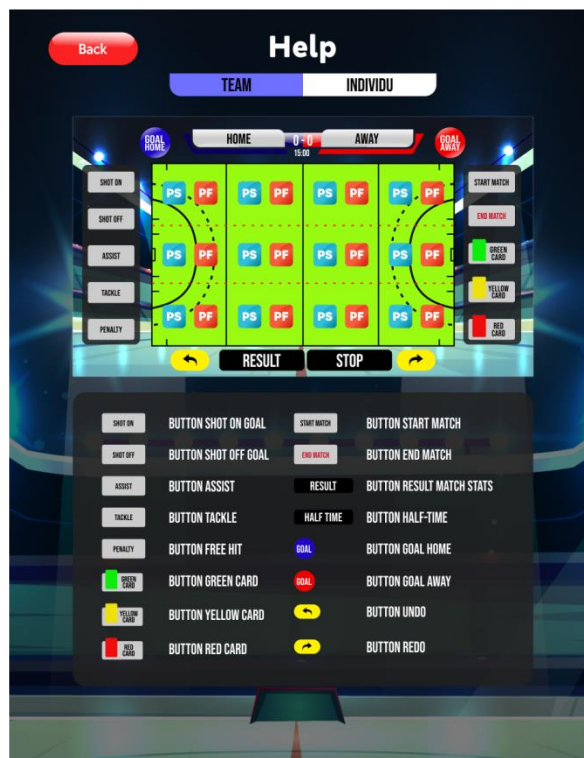 Back
Help
TEAM INDIVIDU
GOAL HOME
HOME 0 - 0 AWAY
GOAL AWAY
15:00
SHOT ON
SHOT OFF
ASSIST
TACKLE
PENALTY
PS PF PS PF PS PF PS PF
PS PF PS PF PS PF PS PF
PS PF PS PF PS PF PS PF
START MATCH
END MATCH
GREEN CARD
YELLOW CARD
RED CARD
RESULT STOP
SHOT ON BUTTON SHOT ON GOAL START MATCH BUTTON START MATCH
SHOT OFF BUTTON SHOT OFF GOAL END MATCH BUTTON END MATCH
ASSIST BUTTON ASSIST RESULT BUTTON RESULT MATCH STATS
TACKLE BUTTON TACKLE HALF TIME BUTTON HALF-TIME
PENALTY BUTTON FREE HIT GOAL BUTTON GOAL HOME
GREEN CARD BUTTON GREEN CARD GOAL BUTTON GOAL AWAY
YELLOW CARD BUTTON YELLOW CARD BUTTON UNDO
RED CARD BUTTON RED CARD BUTTON REDO